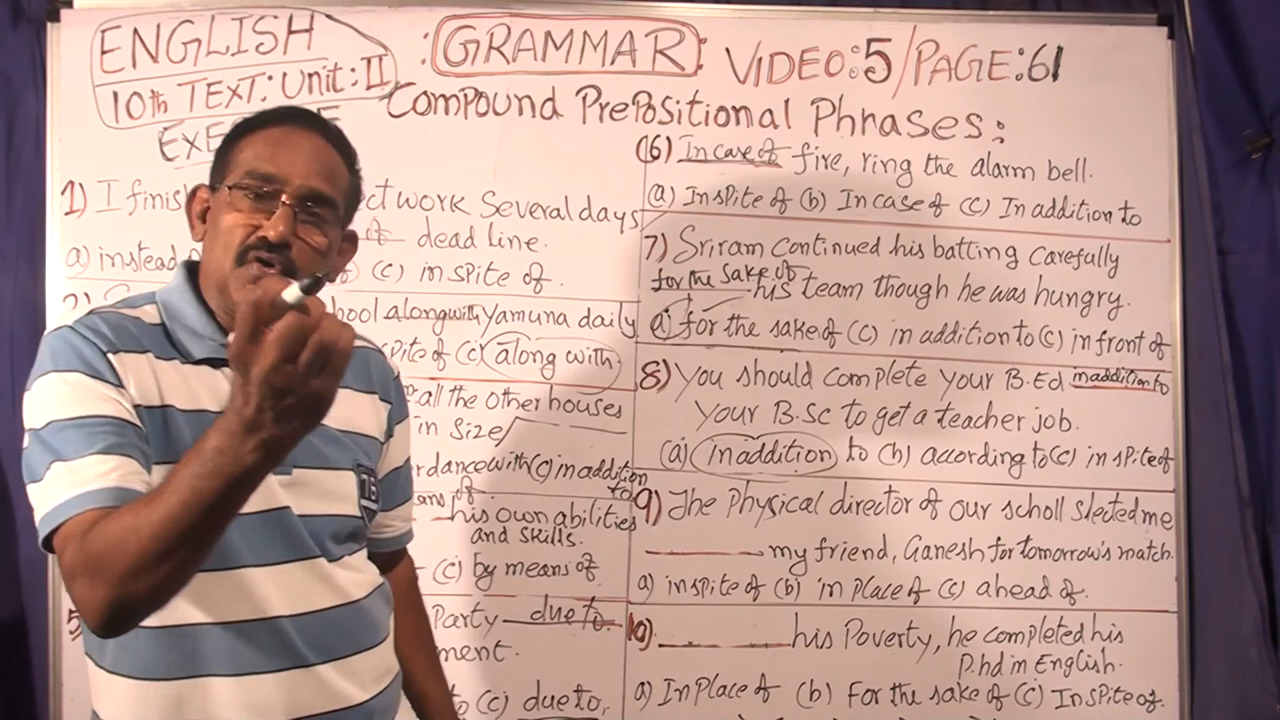 ENGLISH
10th TEXT: Unit: II
: GRAMMAR :
VIDEO:5/PAGE:61
Compound Prepositional Phrases:
1) I finis ct work Several days
of dead line.
a) instead (c) in spite of.
hool along with Yamuna daily
pite of (c) along with
all the other houses
in Size
rdance with (c) in addition
to
ans of
his own abilities
and skills.
(c) by means of
5 Party due to.
ment.
to (c) due to,
(6) In case of fire, ring the alarm bell.
(a) In spite of (b) In case of (c) In addition to
7) Sriram continued his batting carefully
for the sake of his team though he was hungry.
a) for the sake of (c) in addition to (c) in front of
8) You should complete your B.Ed in addition to
your B.Sc to get a teacher job.
(a) in addition to (b) according to (c) in spite of
9) The Physical director of our scholl slected me
my friend, Ganesh for tomorrow's match.
a) in spite of (b) in place of (c) ahead of.
10) his Poverty, he completed his
P.hd in English.
a) In place of (b) For the sake of (c) In spite of.